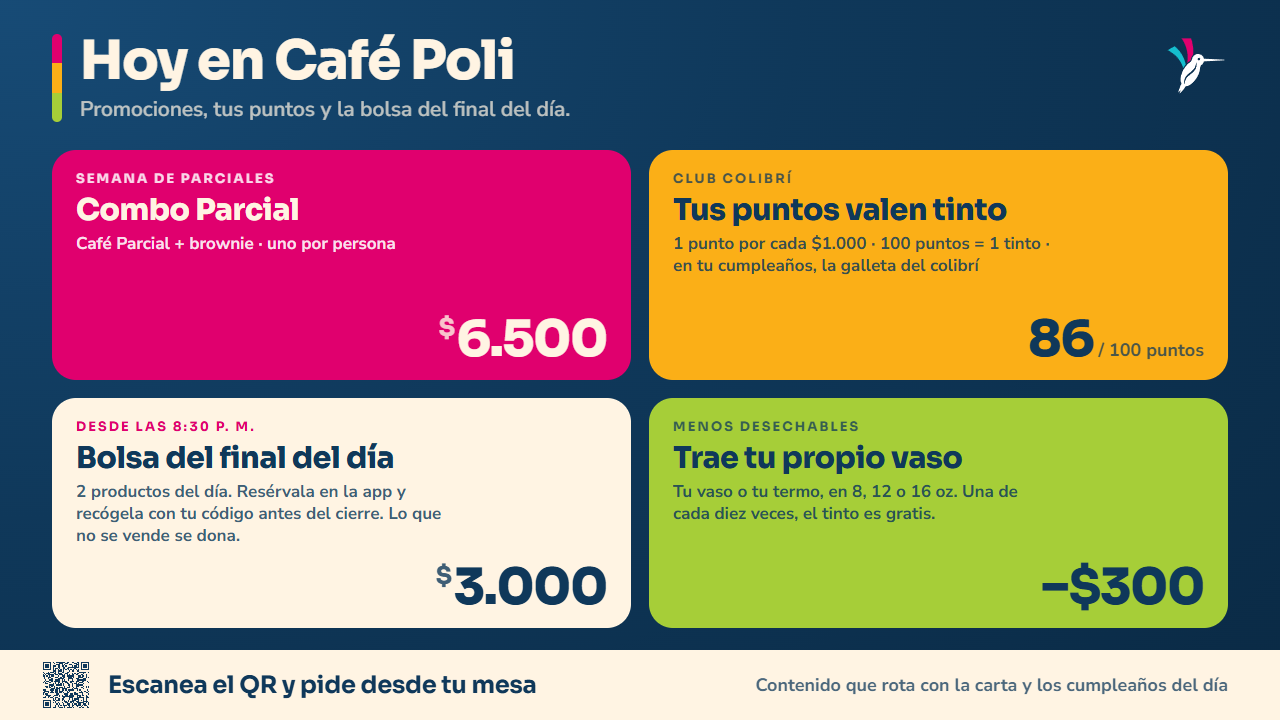 Hoy en Café Poli
Promociones, tus puntos y la bolsa del final del día.
SEMANA DE PARCIALES
Combo Parcial
Café Parcial + brownie · uno por persona
$6.500
CLUB COLIBRÍ
Tus puntos valen tinto
1 punto por cada $1.000 · 100 puntos = 1 tinto ·
en tu cumpleaños, la galleta del colibrí
86 / 100 puntos
DESDE LAS 8:30 P. M.
Bolsa del final del día
2 productos del día. Resérvala en la app y
recógela con tu código antes del cierre. Lo que
no se vende se dona.
$3.000
MENOS DESECHABLES
Trae tu propio vaso
Tu vaso o tu termo, en 8, 12 o 16 oz. Una de
cada diez veces, el tinto es gratis.
−$300
Escanea el QR y pide desde tu mesa
Contenido que rota con la carta y los cumpleaños del día